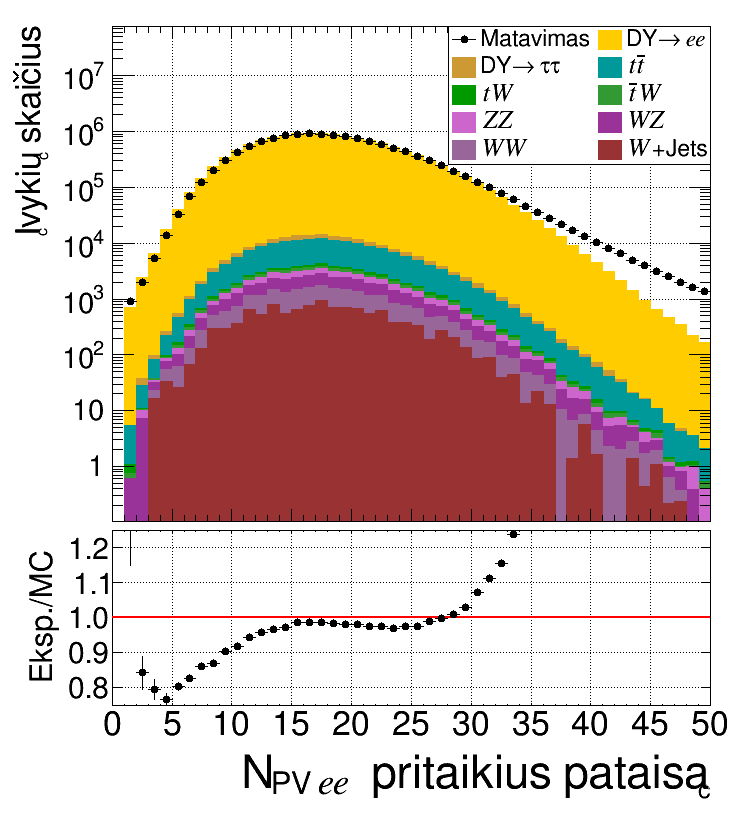 Įvykių skaičius
10⁷
10⁶
10⁵
10⁴
10³
10²
10
1
Matavimas DY→ee
DY→ττ tt̄
tW t̄W
ZZ WZ
WW W+Jets
Eksp./MC
1.2
1.1
1.0
0.9
0.8
0 5 10 15 20 25 30 35 40 45 50
N_PV ee pritaikius pataisą